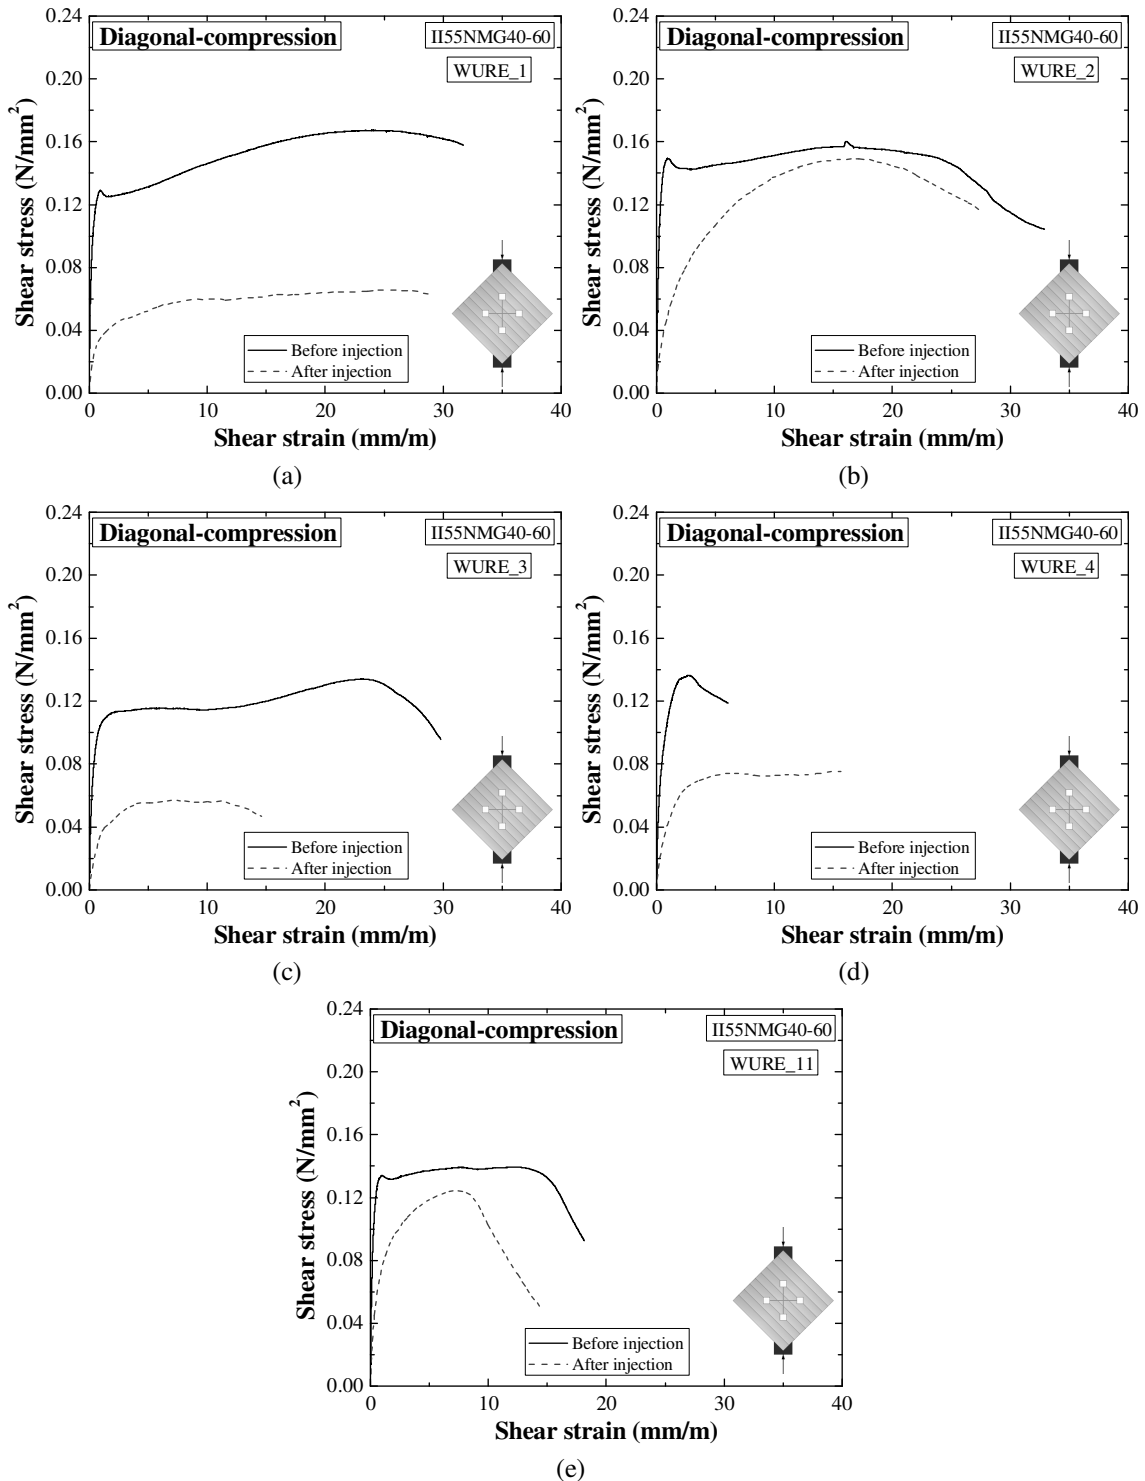 Diagonal-compression
II55NMG40-60
WURE_1
Shear stress (N/mm²)
0.24
0.20
0.16
0.12
0.08
0.04
0.00
Before injection
After injection
0 10 20 30 40
Shear strain (mm/m)
(a)
Diagonal-compression
II55NMG40-60
WURE_2
Shear stress (N/mm²)
0.24
0.20
0.16
0.12
0.08
0.04
0.00
Before injection
After injection
0 10 20 30 40
Shear strain (mm/m)
(b)
Diagonal-compression
II55NMG40-60
WURE_3
Shear stress (N/mm²)
0.24
0.20
0.16
0.12
0.08
0.04
0.00
Before injection
After injection
0 10 20 30 40
Shear strain (mm/m)
(c)
Diagonal-compression
II55NMG40-60
WURE_4
Shear stress (N/mm²)
0.24
0.20
0.16
0.12
0.08
0.04
0.00
Before injection
After injection
0 10 20 30 40
Shear strain (mm/m)
(d)
Diagonal-compression
II55NMG40-60
WURE_11
Shear stress (N/mm²)
0.24
0.20
0.16
0.12
0.08
0.04
0.00
Before injection
After injection
0 10 20 30 40
Shear strain (mm/m)
(e)